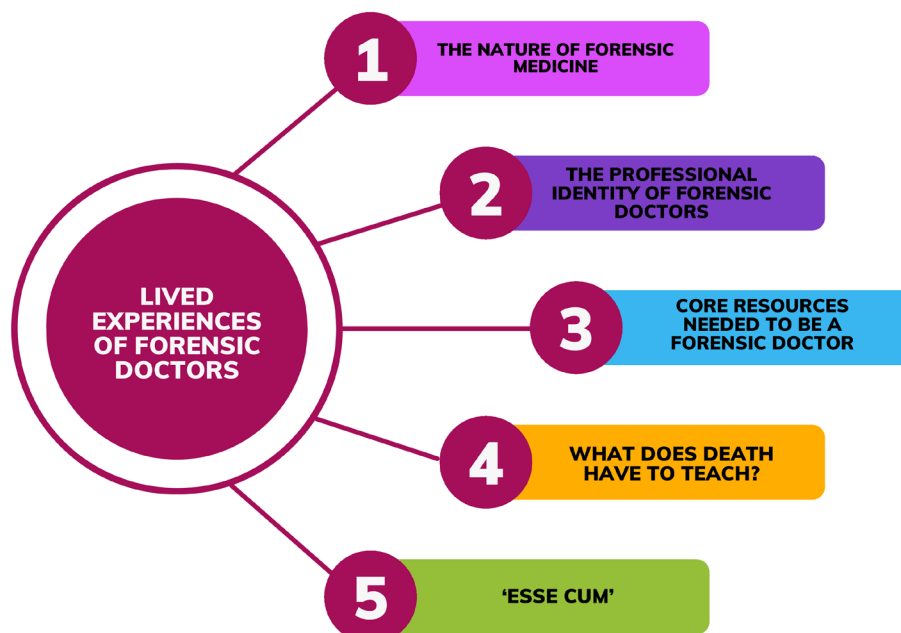 1
THE NATURE OF FORENSIC
MEDICINE
2
THE PROFESSIONAL
IDENTITY OF FORENSIC
DOCTORS
LIVED
EXPERIENCES
OF FORENSIC
DOCTORS
3
CORE RESOURCES
NEEDED TO BE A
FORENSIC DOCTOR
4
WHAT DOES DEATH
HAVE TO TEACH?
5
‘ESSE CUM’